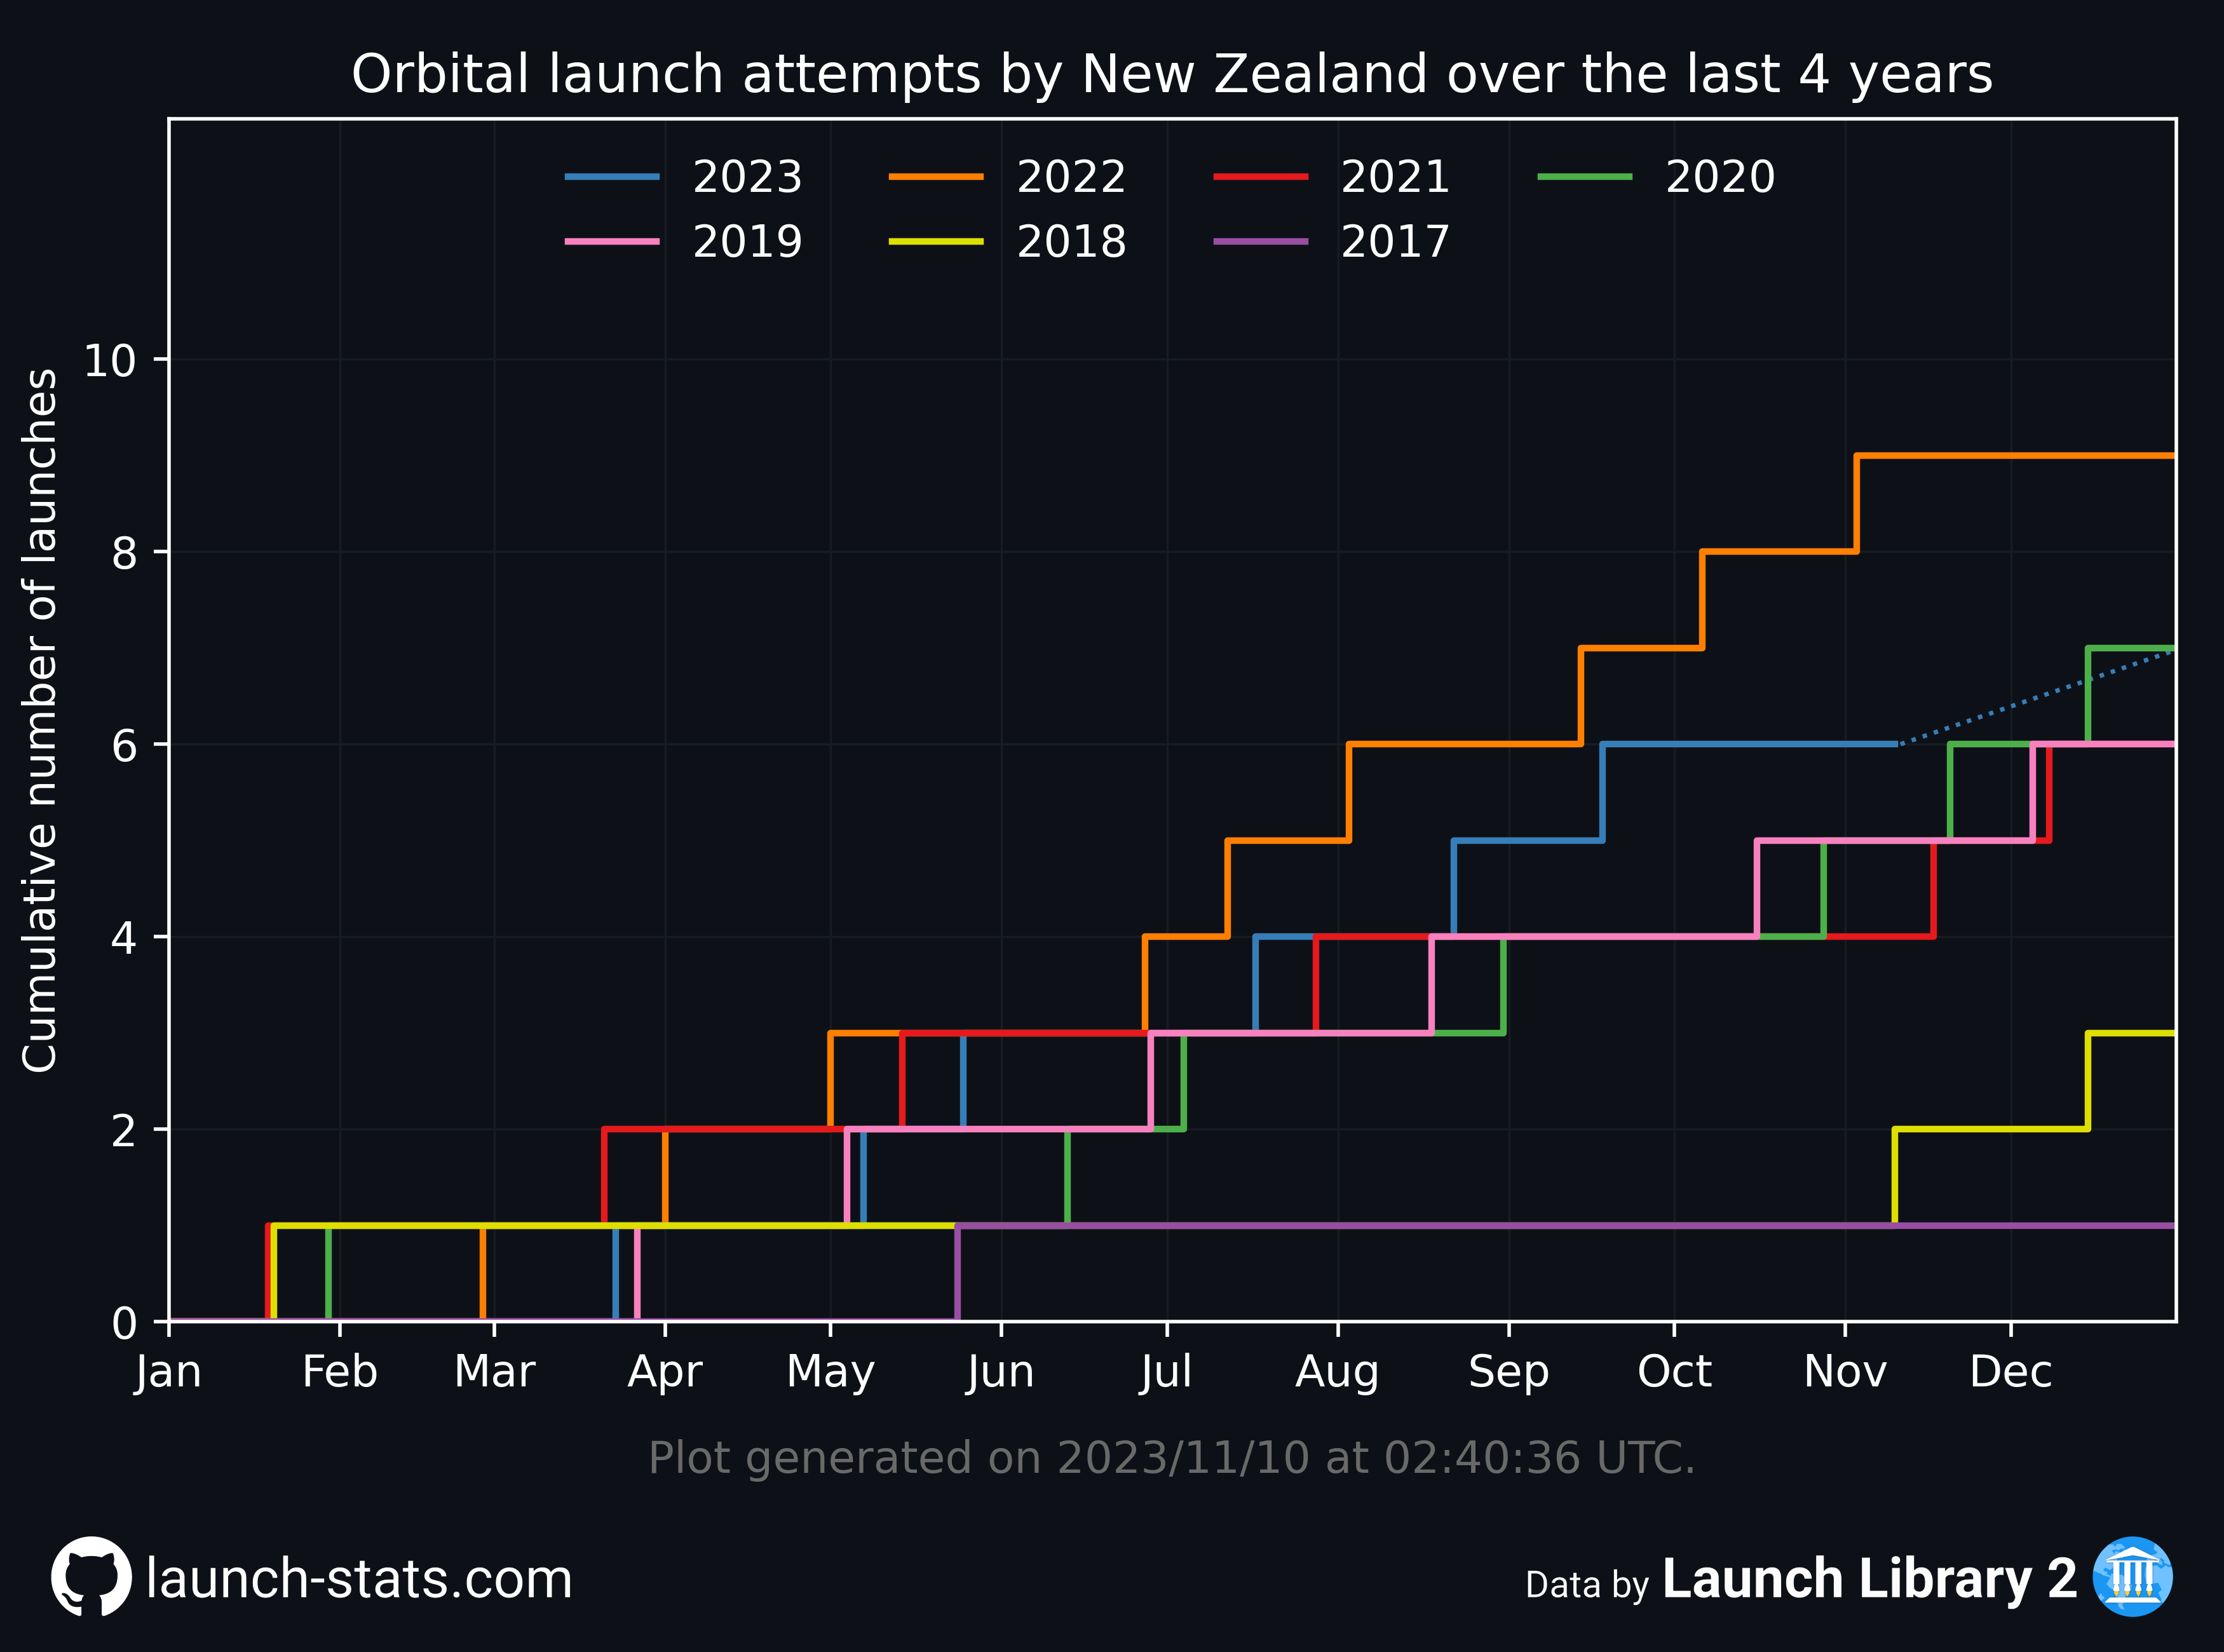 Orbital launch attempts by New Zealand over the last 4 years
2023 2022 2021 2020
2019 2018 2017
Cumulative number of launches
10
8
6
4
2
0
Jan Feb Mar Apr May Jun Jul Aug Sep Oct Nov Dec
Plot generated on 2023/11/10 at 02:40:36 UTC.
launch-stats.com
Data by Launch Library 2